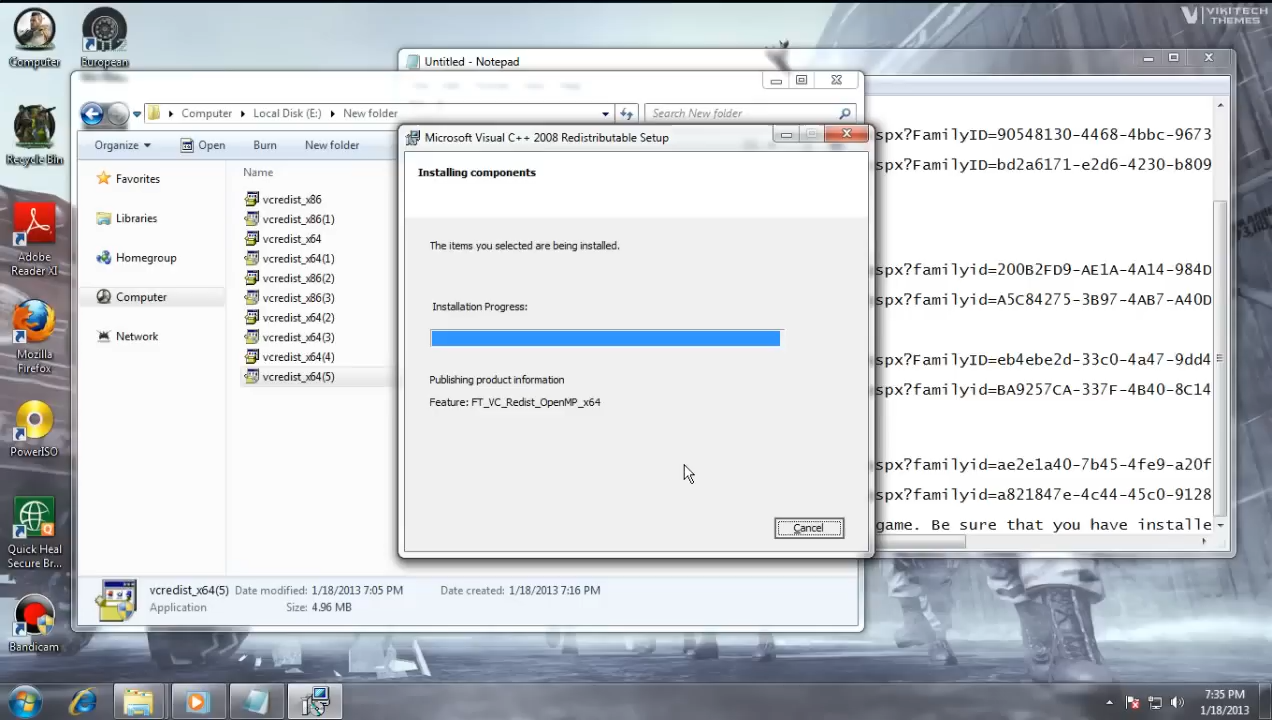 VIKITECH
THEMES
Computer
European
Recycle Bin
Adobe
Reader XI
Mozilla
Firefox
PowerISO
Quick Heal
Secure Br...
Bandicam
Untitled - Notepad
Computer
Local Disk (E:)
New folder
Search New folder
Organize
Open
Burn
New folder
Favorites
Libraries
Homegroup
Computer
Network
Name
vcredist_x86
vcredist_x86(1)
vcredist_x64
vcredist_x64(1)
vcredist_x86(2)
vcredist_x86(3)
vcredist_x64(2)
vcredist_x64(3)
vcredist_x64(4)
vcredist_x64(5)
vcredist_x64(5) Date modified: 1/18/2013 7:05 PM Date created: 1/18/2013 7:16 PM
Application Size: 4.96 MB
Microsoft Visual C++ 2008 Redistributable Setup
Installing components
The items you selected are being installed.
Installation Progress:
Publishing product information
Feature: FT_VC_Redist_OpenMP_x64
Cancel
spx?FamilyID=90548130-4468-4bbc-9673
spx?FamilyID=bd2a6171-e2d6-4230-b809
spx?familyid=200B2FD9-AE1A-4A14-984D
spx?familyid=A5C84275-3B97-4AB7-A40D
spx?familyid=eb4ebe2d-33c0-4a47-9dd4
spx?familyid=BA9257CA-337F-4B40-8C14
spx?familyid=ae2e1a40-7b45-4fe9-a20f
spx?familyid=a821847e-4c44-45c0-9128
game. Be sure that you have installe
7:35 PM
1/18/2013